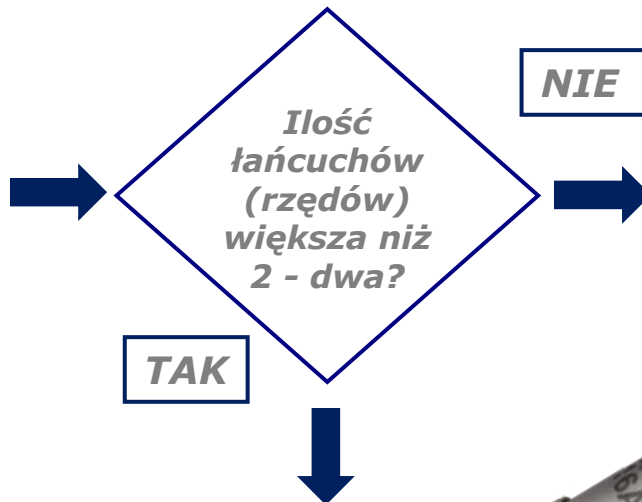 NIE
Ilość
łańcuchów
(rzędów)
większa niż
2 - dwa?
TAK